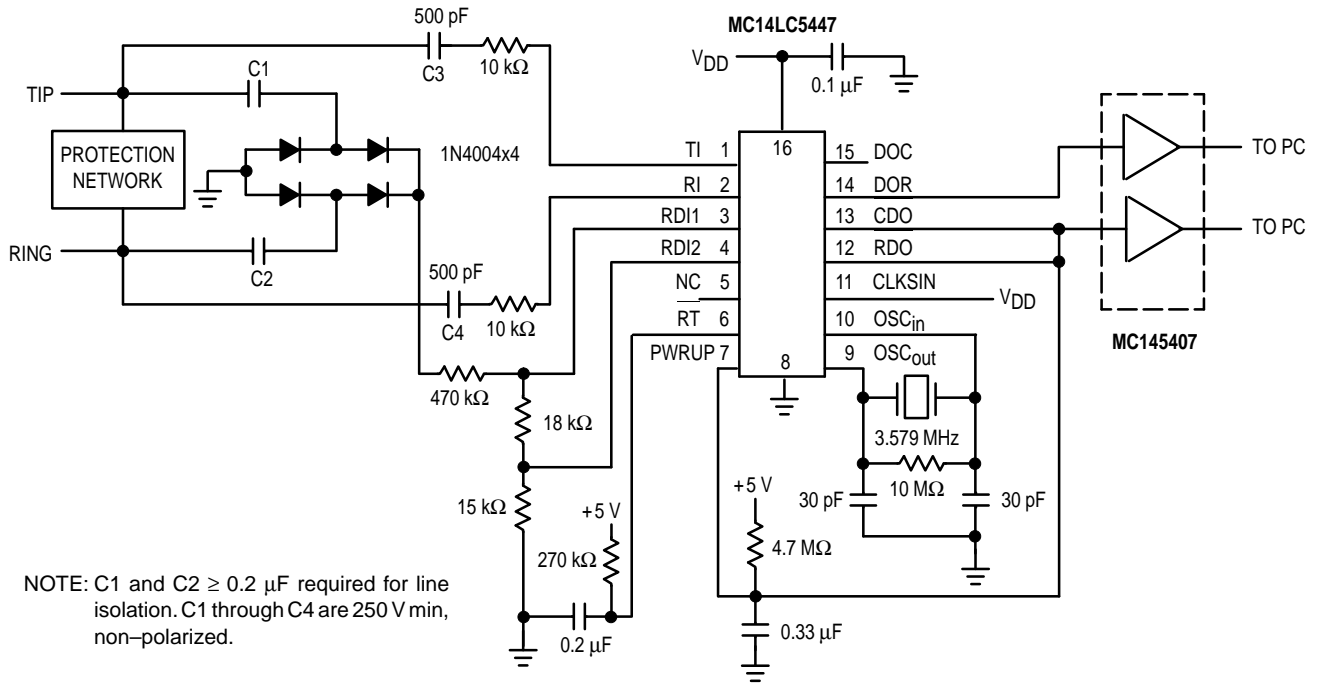 500 pF
MC14LC5447
C3
10 kΩ
VDD
0.1 µF
C1
TIP
PROTECTION
NETWORK
1N4004x4
RING
C2
500 pF
C4
10 kΩ
TI 1
RI 2
RDI1 3
RDI2 4
NC 5
RT 6
PWRUP 7
16
8
15 DOC
14 DOR
13 CDO
12 RDO
11 CLKSIN
10 OSCin
9 OSCout
VDD
TO PC
TO PC
MC145407
470 kΩ
18 kΩ
15 kΩ
+5 V
270 kΩ
0.2 µF
3.579 MHz
10 MΩ
30 pF
30 pF
+5 V
4.7 MΩ
0.33 µF
NOTE: C1 and C2 ≥ 0.2 µF required for line
isolation. C1 through C4 are 250 V min,
non–polarized.